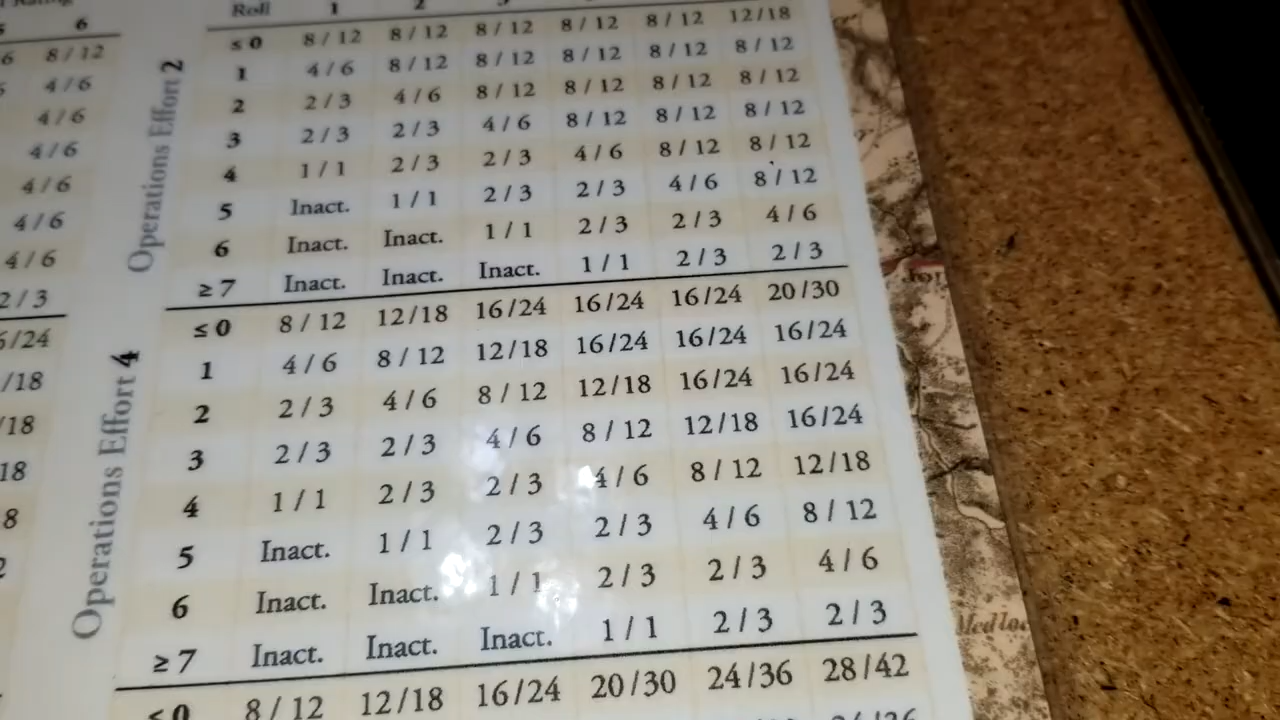 Roll 1 2
6
≤ 0 8 / 12 8 / 12 8 / 12 8 / 12 8 / 12 12/18
8 / 12
1 4 / 6 8 / 12 8 / 12 8 / 12 8 / 12 8 / 12
4 / 6
2 2 / 3 4 / 6 8 / 12 8 / 12 8 / 12 8 / 12
4 / 6
3 2 / 3 2 / 3 4 / 6 8 / 12 8 / 12 8 / 12
4 / 6
4 1 / 1 2 / 3 2 / 3 4 / 6 8 / 12 8 / 12
4 / 6
5 Inact. 1 / 1 2 / 3 2 / 3 4 / 6 8 / 12
4 / 6
6 Inact. Inact. 1 / 1 2 / 3 2 / 3 4 / 6
4 / 6
≥ 7 Inact. Inact. Inact. 1 / 1 2 / 3 2 / 3
2 / 3
Operations Effort 2
≤ 0 8 / 12 12/18 16/24 16/24 16/24 20/30
/24
1 4 / 6 8 / 12 12/18 16/24 16/24 16/24
/18
2 2 / 3 4 / 6 8 / 12 12/18 16/24 16/24
/18
3 2 / 3 2 / 3 4 / 6 8 / 12 12/18 16/24
18
4 1 / 1 2 / 3 2 / 3 4 / 6 8 / 12 12/18
8
5 Inact. 1 / 1 2 / 3 2 / 3 4 / 6 8 / 12
6 Inact. Inact. 1 / 1 2 / 3 2 / 3 4 / 6
≥ 7 Inact. Inact. Inact. 1 / 1 2 / 3 2 / 3
Operations Effort 4
≤ 0 8 / 12 12/18 16/24 20/30 24/36 28/42